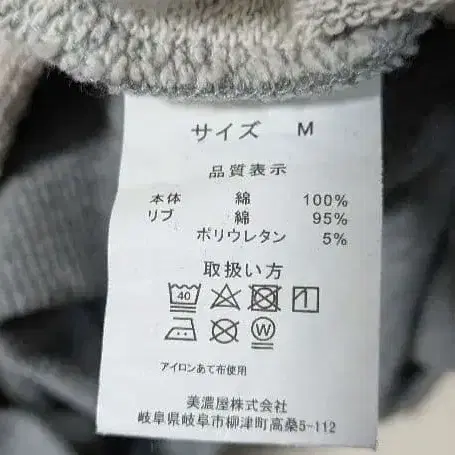 サイズ M
品質表示
本体 綿 100%
リブ 綿 95%
ポリウレタン 5%
取扱い方
40
W
アイロンあて布使用
美濃屋株式会社
岐阜県岐阜市柳津町高桑5-112